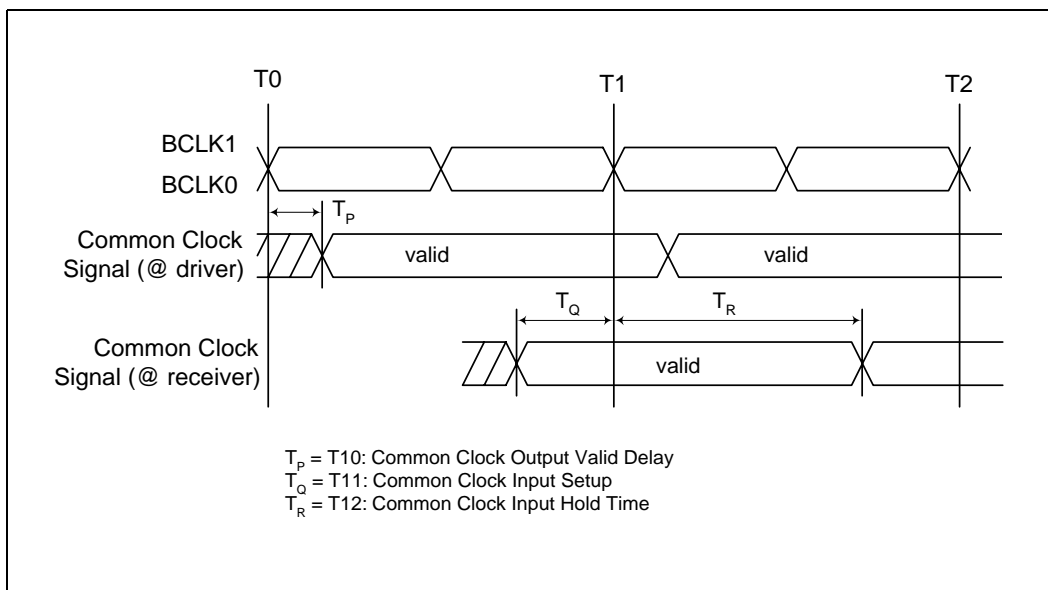 T0 T1 T2
BCLK1
BCLK0
T_P
Common Clock
Signal (@ driver)
valid valid
T_Q T_R
Common Clock
Signal (@ receiver)
valid
T_P = T10: Common Clock Output Valid Delay
T_Q = T11: Common Clock Input Setup
T_R = T12: Common Clock Input Hold Time